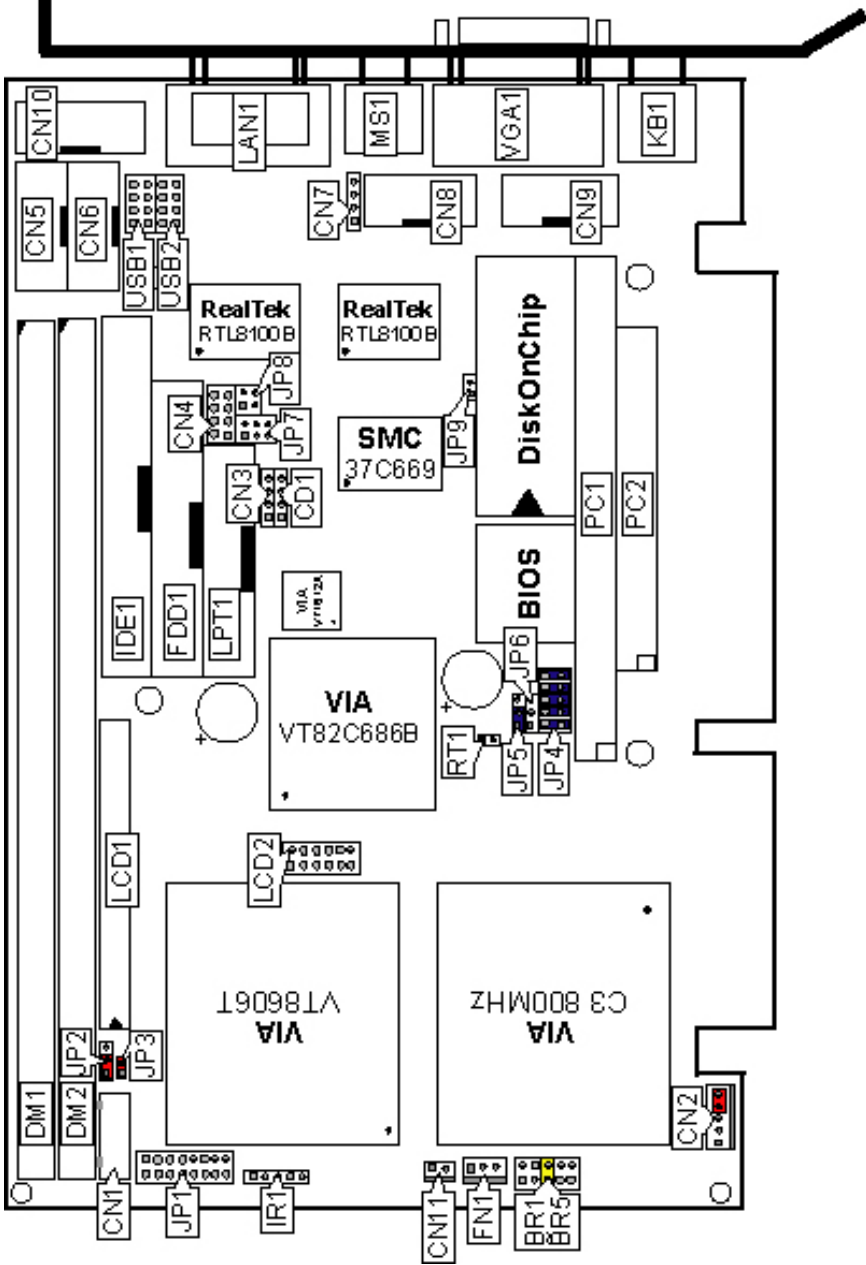 CN10
LAN1
MS1
VGA1
KB1
CN5
CN6
USB1
USB2
CN7
CN8
CN9
RealTek
RTL8100B
RealTek
RTL8100B
JP8
CN4
JP7
JP9
DiskOnChip
SMC
37C669
CN3
CD1
PC1
PC2
IDE1
FDD1
LPT1
VIA
VT1612A
BIOS
JP6
VIA
VT82C686B
RT1
JP5
JP4
LCD1
LCD2
VIA
VT8606T
VIA
C3 800MHz
JP2
JP3
DM1
DM2
CN2
CN1
JP1
IR1
CN11
FN1
BR1
BR5